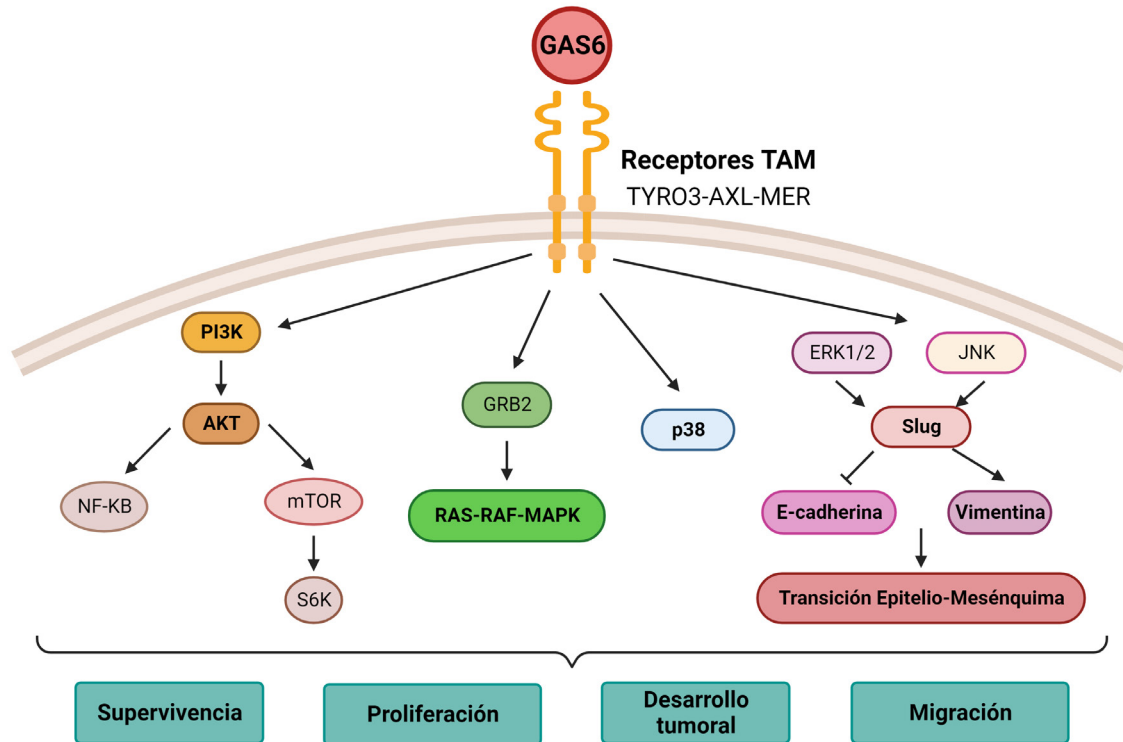 GAS6
Receptores TAM
TYRO3-AXL-MER
PI3K
ERK1/2
JNK
GRB2
AKT
p38
Slug
NF-KB
mTOR
RAS-RAF-MAPK
E-cadherina
Vimentina
S6K
Transición Epitelio-Mesénquima
Supervivencia
Proliferación
Desarrollo
tumoral
Migración